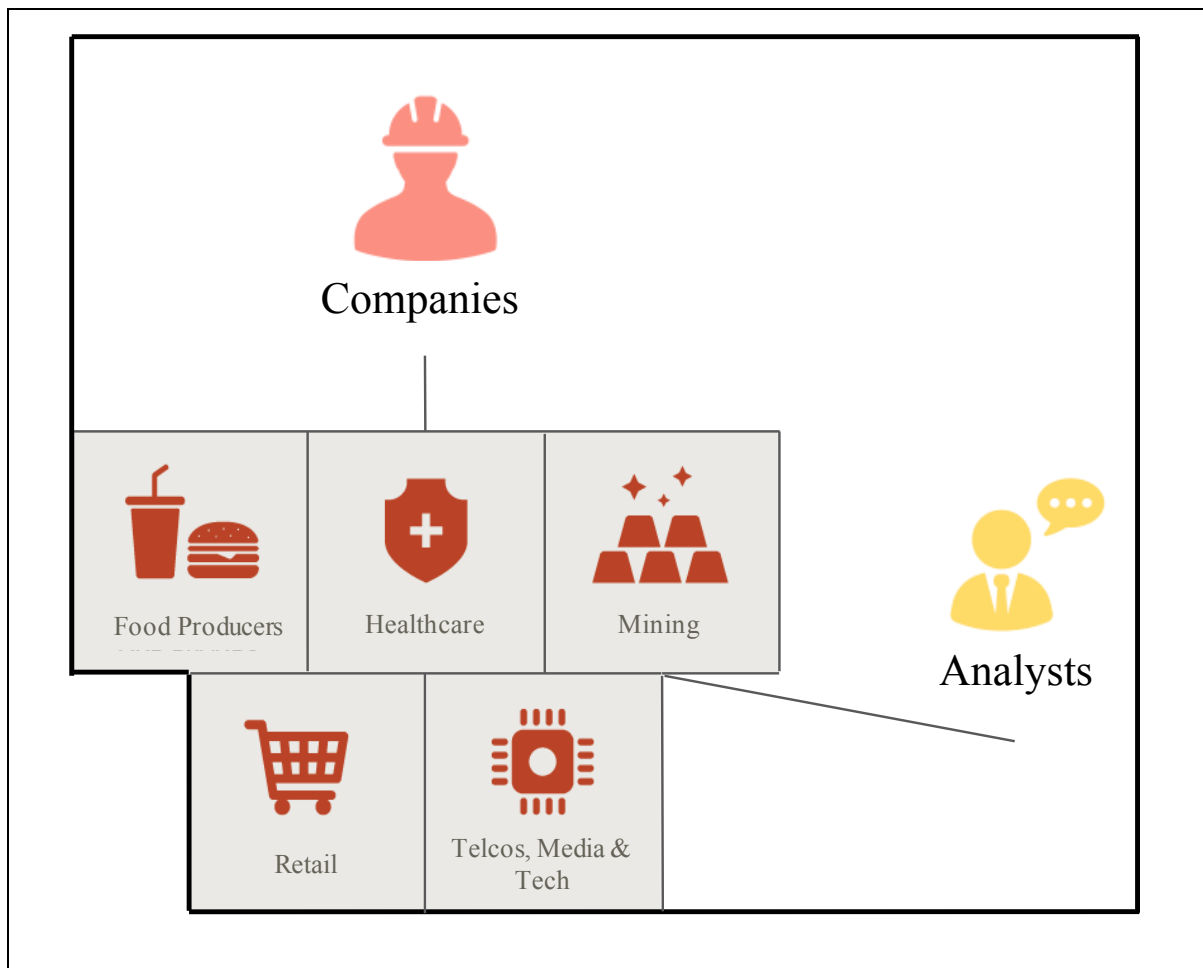 Companies
Food Producers
Healthcare
Mining
Analysts
Retail
Telcos, Media &
Tech